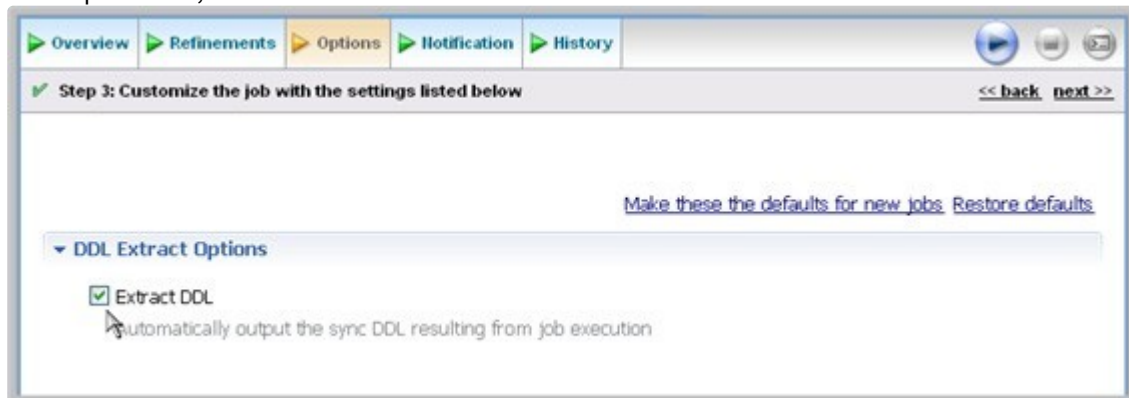 Overview Refinements Options Notification History
Step 3: Customize the job with the settings listed below << back next >>
Make these the defaults for new jobs Restore defaults
DDL Extract Options
Extract DDL
Automatically output the sync DDL resulting from job execution